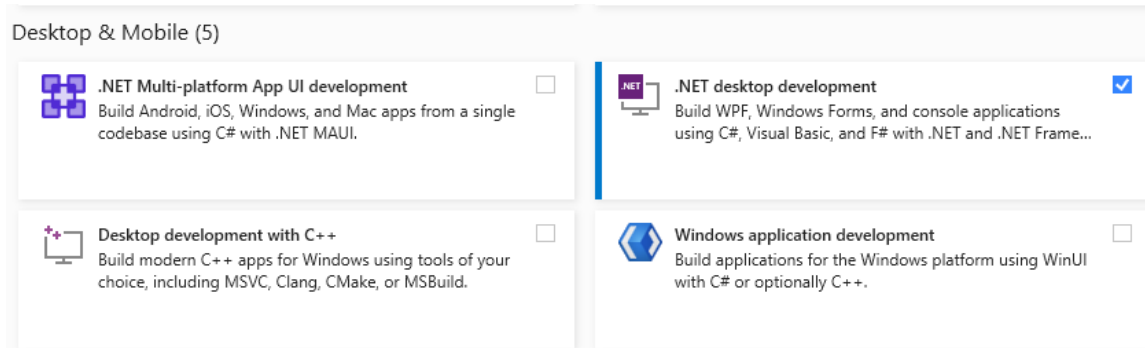 Desktop & Mobile (5)
.NET Multi-platform App UI development
Build Android, iOS, Windows, and Mac apps from a single
codebase using C# with .NET MAUI.
.NET
.NET desktop development
Build WPF, Windows Forms, and console applications
using C#, Visual Basic, and F# with .NET and .NET Frame...
Desktop development with C++
Build modern C++ apps for Windows using tools of your
choice, including MSVC, Clang, CMake, or MSBuild.
Windows application development
Build applications for the Windows platform using WinUI
with C# or optionally C++.